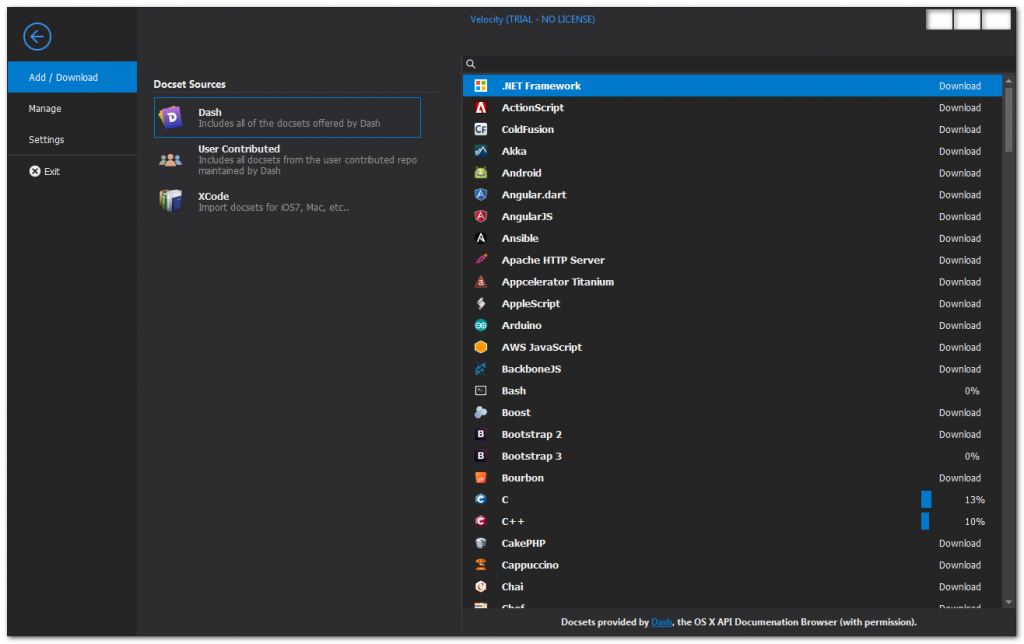 Velocity (TRIAL - NO LICENSE)
Add / Download
Manage
Settings
Exit
Docset Sources
Dash
Includes all of the docsets offered by Dash
User Contributed
Includes all docsets from the user contributed repo
maintained by Dash
XCode
Import docsets for iOS7, Mac, etc..
.NET Framework Download
ActionScript Download
ColdFusion Download
Akka Download
Android Download
Angular.dart Download
AngularJS Download
Ansible Download
Apache HTTP Server Download
Appcelerator Titanium Download
AppleScript Download
Arduino Download
AWS JavaScript Download
BackboneJS Download
Bash 0%
Boost Download
Bootstrap 2 Download
Bootstrap 3 0%
Bourbon Download
C 13%
C++ 10%
CakePHP Download
Cappuccino Download
Chai Download
Chef Download
Docsets provided by Dash, the OS X API Documenation Browser (with permission).